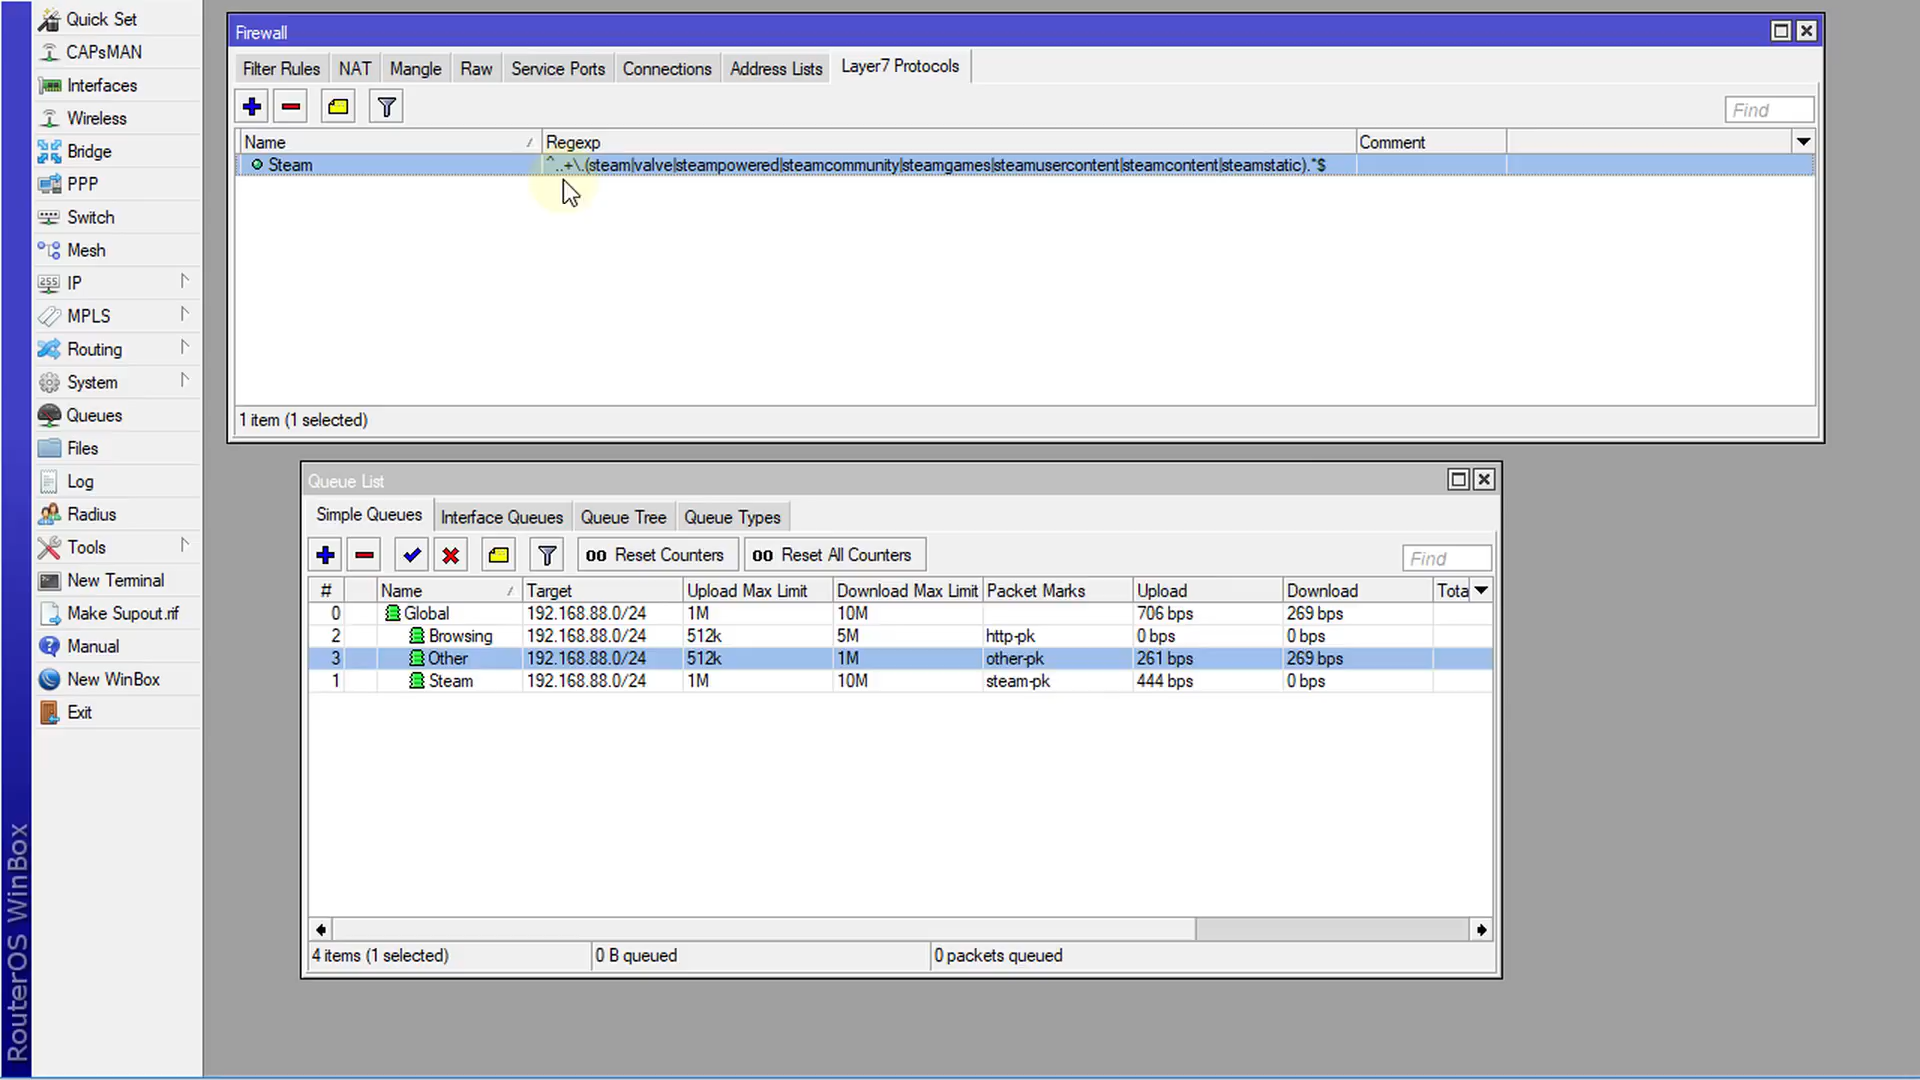 Quick Set
CAPsMAN
Interfaces
Wireless
Bridge
PPP
Switch
Mesh
IP
MPLS
Routing
System
Queues
Files
Log
Radius
Tools
New Terminal
Make Supout.rif
Manual
New WinBox
Exit
RouterOS WinBox
Firewall
Filter Rules NAT Mangle Raw Service Ports Connections Address Lists Layer7 Protocols
Find
Name Regexp Comment
Steam ^..+\.(steam|valve|steampowered|steamcommunity|steamgames|steamusercontent|steamcontent|steamstatic).*$
1 item (1 selected)
Queue List
Simple Queues Interface Queues Queue Tree Queue Types
00 Reset Counters 00 Reset All Counters Find
# Name Target Upload Max Limit Download Max Limit Packet Marks Upload Download Tota
0 Global 192.168.88.0/24 1M 10M 706 bps 269 bps
2 Browsing 192.168.88.0/24 512k 5M http-pk 0 bps 0 bps
3 Other 192.168.88.0/24 512k 1M other-pk 261 bps 269 bps
1 Steam 192.168.88.0/24 1M 10M steam-pk 444 bps 0 bps
4 items (1 selected) 0 B queued 0 packets queued